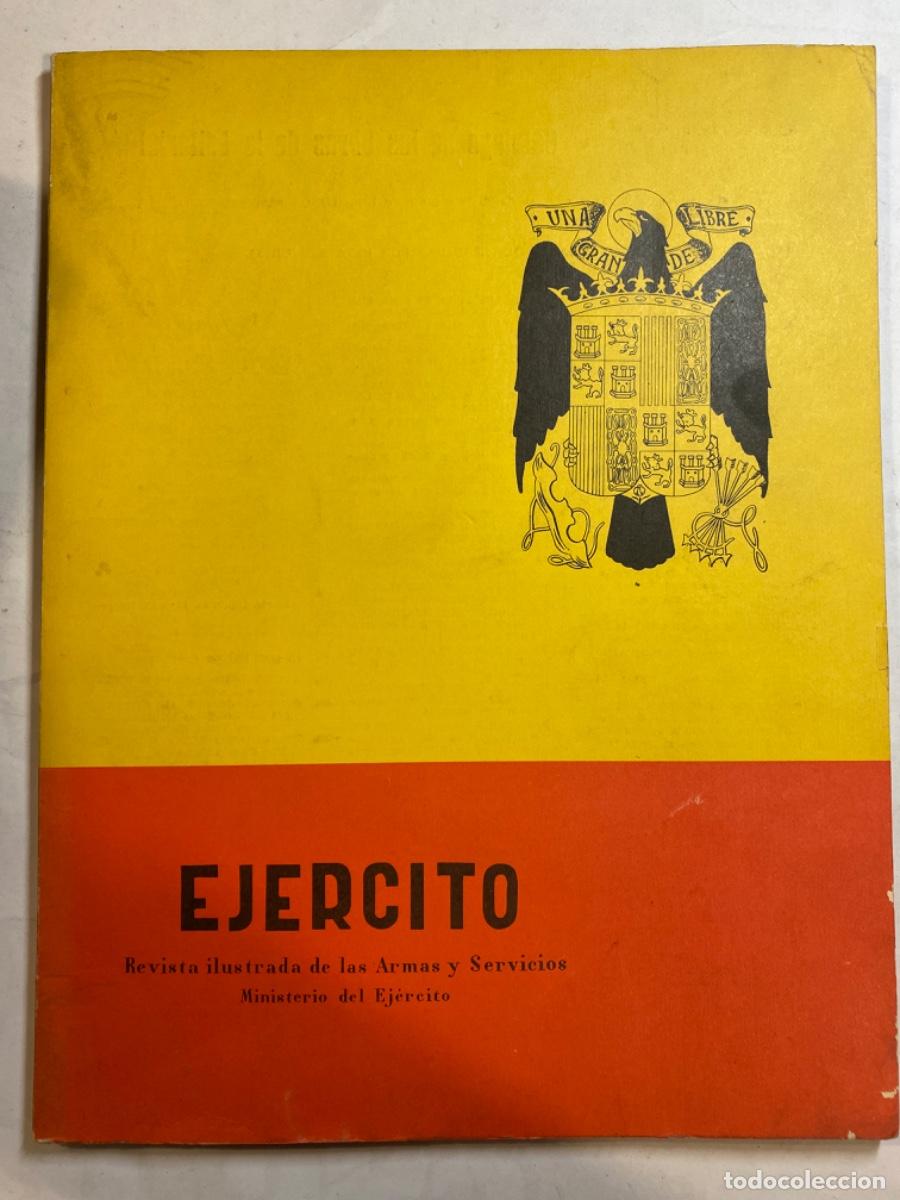 UNA LIBRE
GRANDE
EJERCITO
Revista ilustrada de las Armas y Servicios
Ministerio del Ejército
todocoleccion